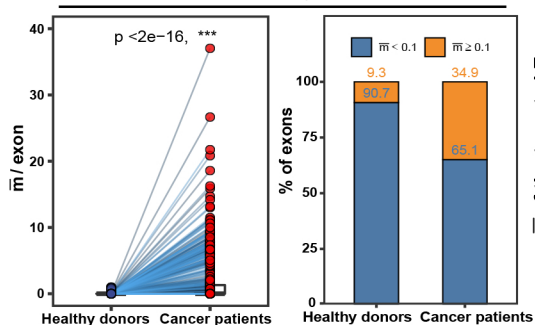 p <2e−16, ***
m̅ / exon
40
30
20
10
0
Healthy donors Cancer patients
m̅ < 0.1 m̅ ≥ 0.1
% of exons
100
75
50
25
0
9.3 34.9
90.7
65.1
Healthy donors Cancer patients